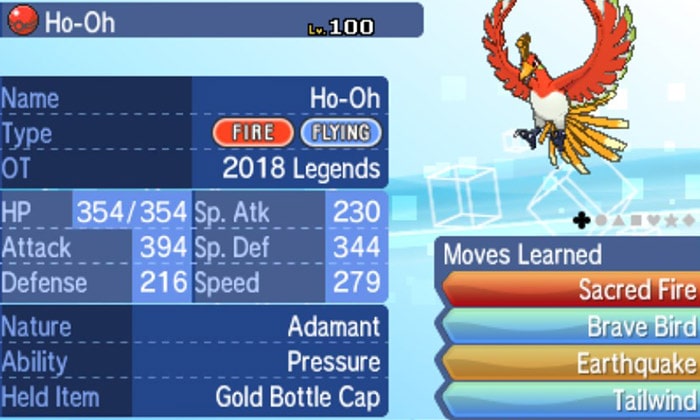 Ho-Oh Lv.100
Name Ho-Oh
Type FIRE FLYING
OT 2018 Legends
HP 354/354 Sp. Atk 230
Attack 394 Sp. Def 344
Defense 216 Speed 279
Nature Adamant
Ability Pressure
Held Item Gold Bottle Cap
Moves Learned
Sacred Fire
Brave Bird
Earthquake
Tailwind